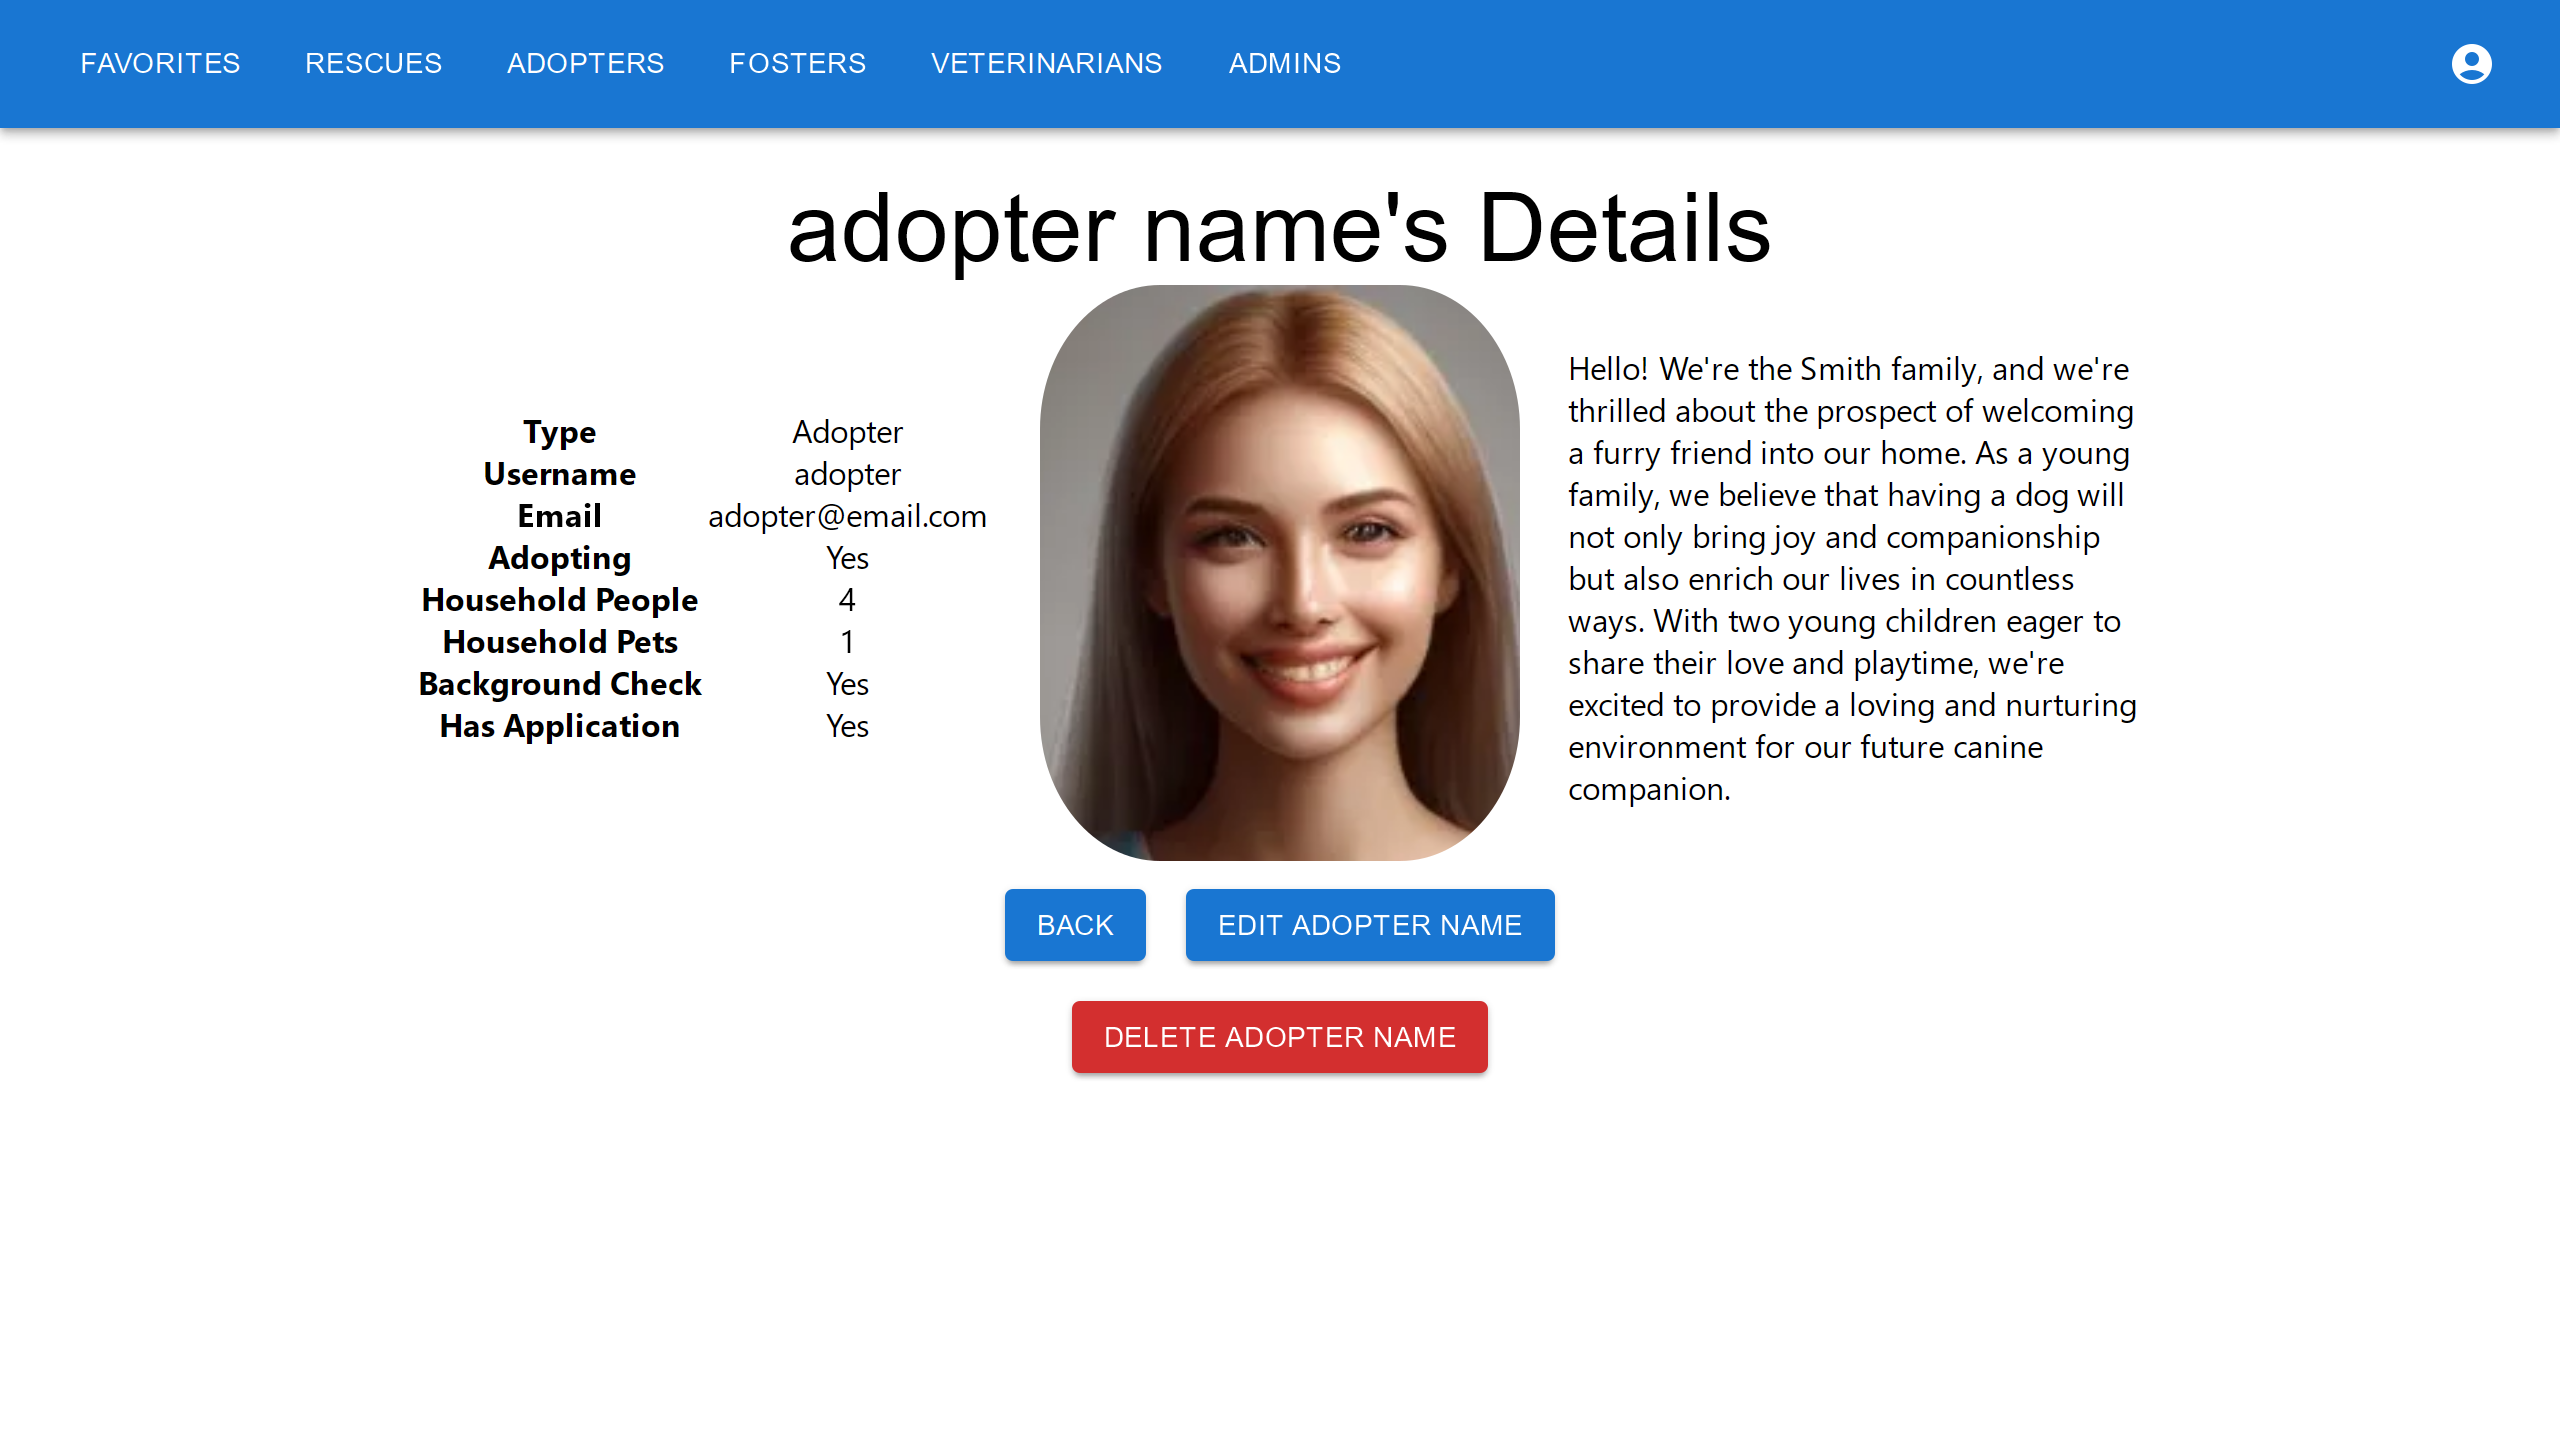 FAVORITES RESCUES ADOPTERS FOSTERS VETERINARIANS ADMINS
adopter name's Details
Type Adopter
Username adopter
Email adopter@email.com
Adopting Yes
Household People 4
Household Pets 1
Background Check Yes
Has Application Yes
Hello! We're the Smith family, and we're
thrilled about the prospect of welcoming
a furry friend into our home. As a young
family, we believe that having a dog will
not only bring joy and companionship
but also enrich our lives in countless
ways. With two young children eager to
share their love and playtime, we're
excited to provide a loving and nurturing
environment for our future canine
companion.
BACK EDIT ADOPTER NAME
DELETE ADOPTER NAME